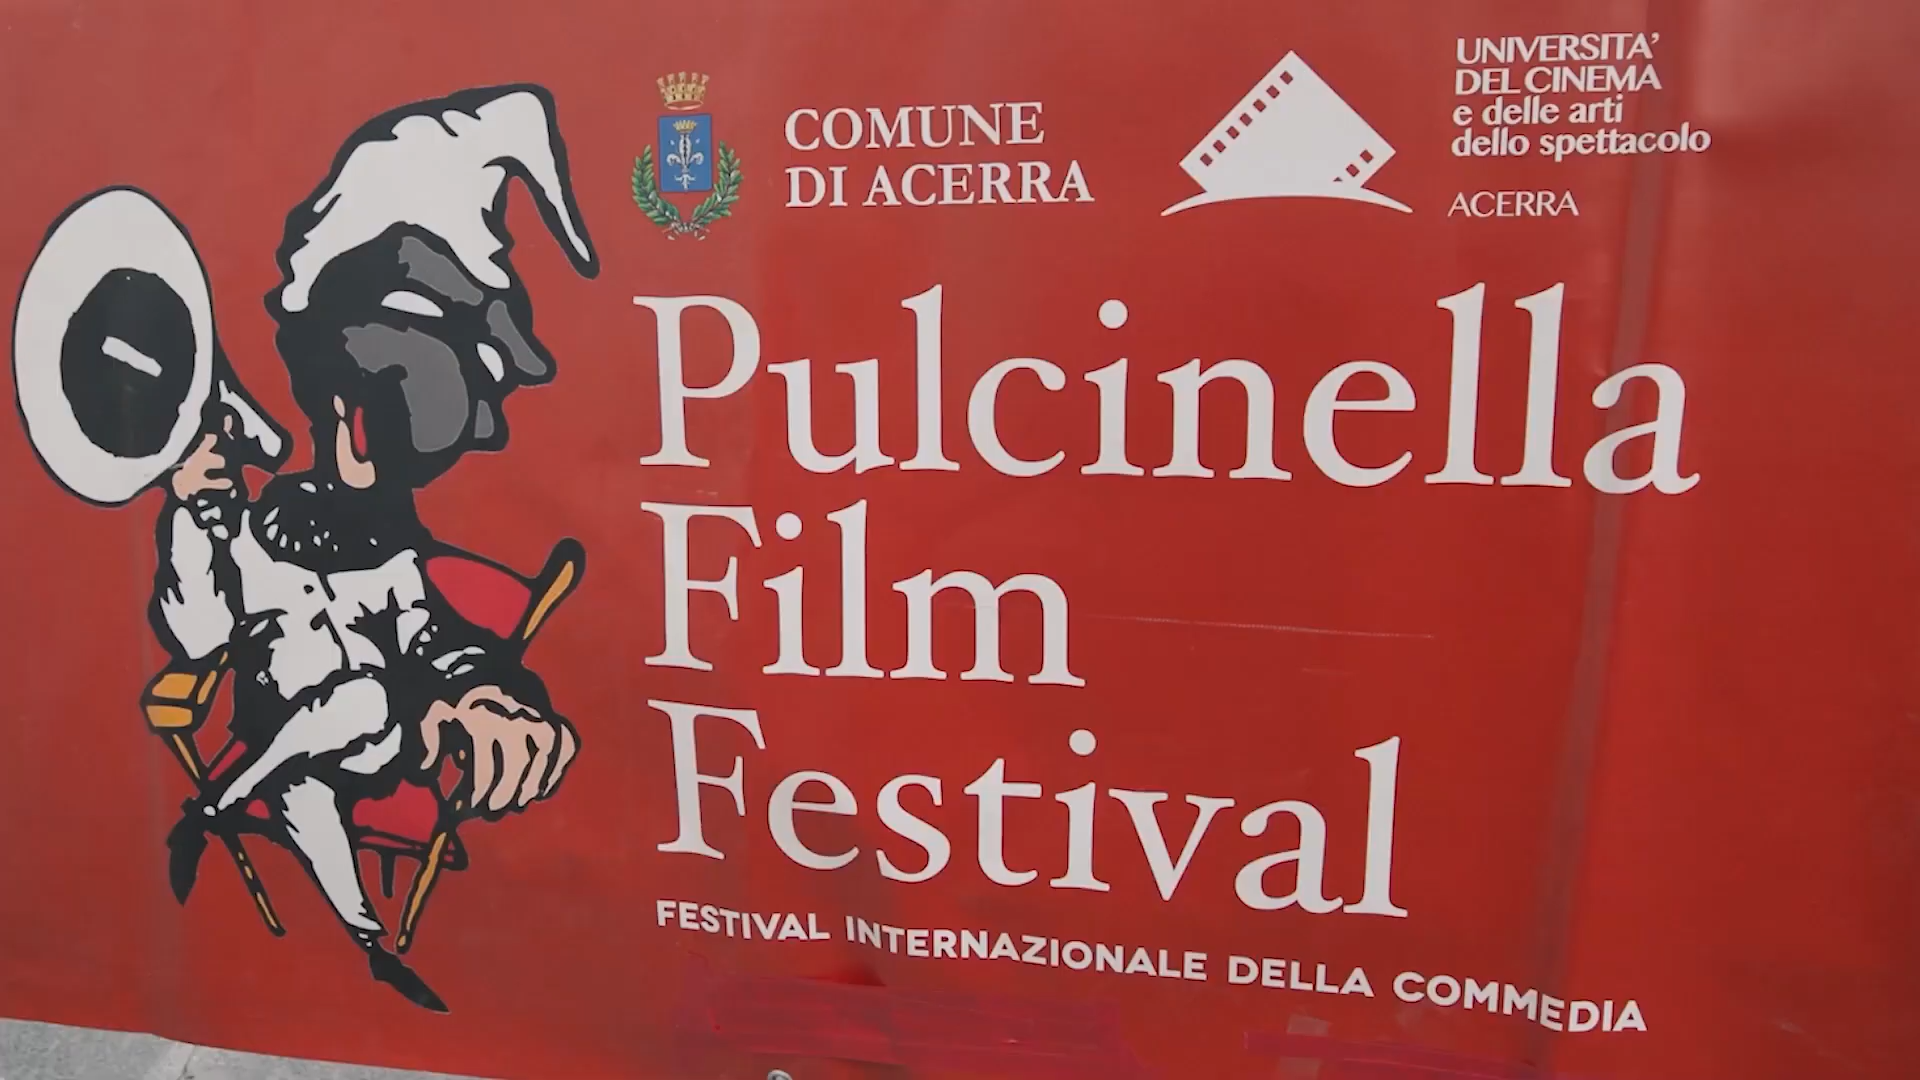 COMUNE
DI ACERRA
UNIVERSITA'
DEL CINEMA
e delle arti
dello spettacolo
ACERRA
Pulcinella
Film
Festival
FESTIVAL INTERNAZIONALE DELLA COMMEDIA